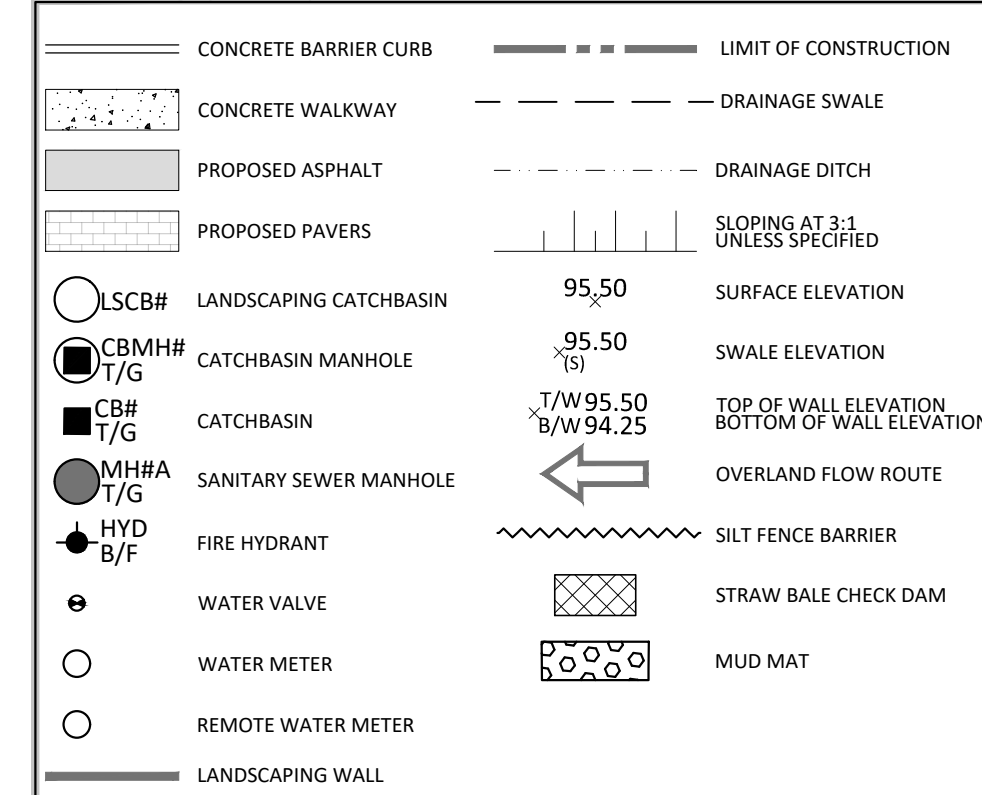 CONCRETE BARRIER CURB
CONCRETE WALKWAY
PROPOSED ASPHALT
PROPOSED PAVERS
LSCB# LANDSCAPING CATCHBASIN
CBMH#
T/G
CATCHBASIN MANHOLE
CB#
T/G
CATCHBASIN
MH#A
T/G
SANITARY SEWER MANHOLE
HYD
B/F
FIRE HYDRANT
WATER VALVE
WATER METER
REMOTE WATER METER
LANDSCAPING WALL
LIMIT OF CONSTRUCTION
DRAINAGE SWALE
DRAINAGE DITCH
SLOPING AT 3:1
UNLESS SPECIFIED
95.50 SURFACE ELEVATION
95.50
(S)
SWALE ELEVATION
T/W 95.50
B/W 94.25
TOP OF WALL ELEVATION
BOTTOM OF WALL ELEVATION
OVERLAND FLOW ROUTE
SILT FENCE BARRIER
STRAW BALE CHECK DAM
MUD MAT